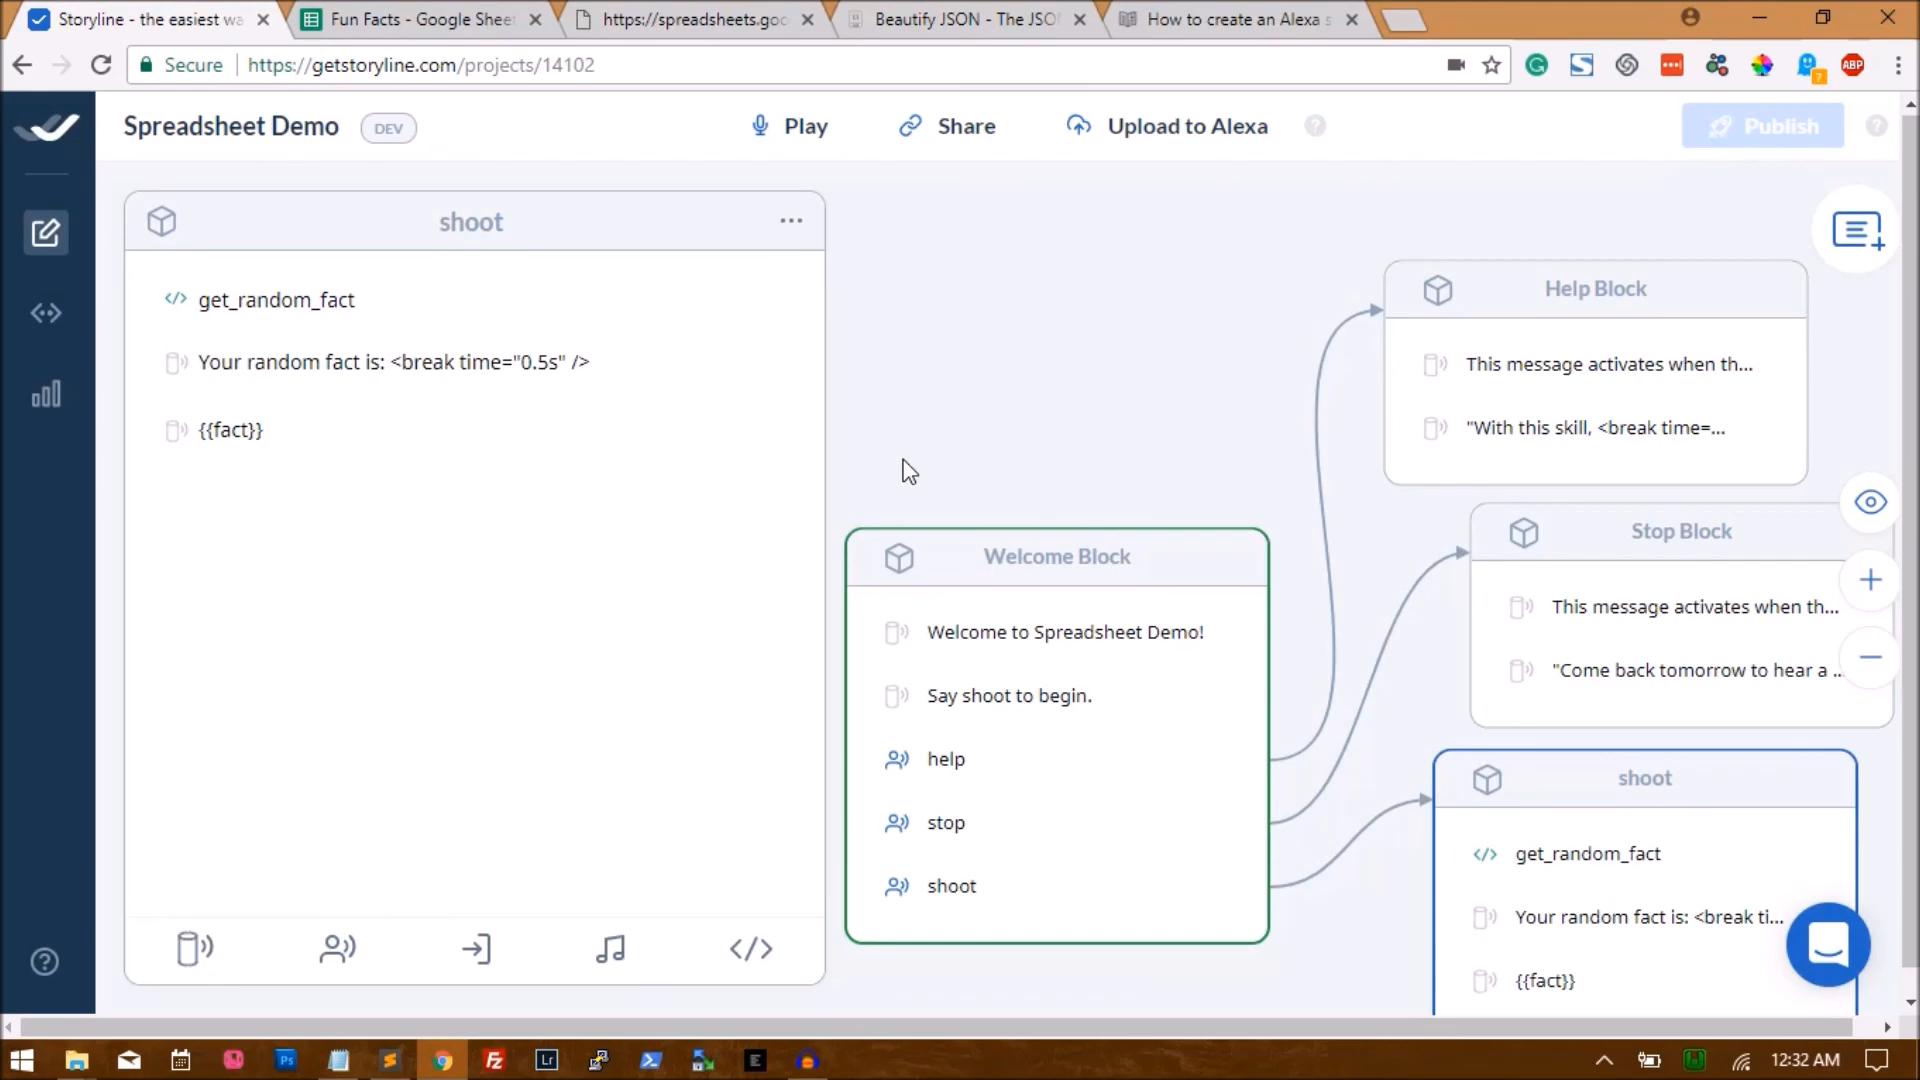 Storyline - the easiest wa
Fun Facts - Google Sheet
https://spreadsheets.goo
Beautify JSON - The JSO
How to create an Alexa s
Secure
https://getstoryline.com/projects/14102
ABP
Spreadsheet Demo
DEV
Play
Share
Upload to Alexa
Publish
shoot
get_random_fact
Your random fact is: <break time="0.5s" />
{{fact}}
Welcome Block
Welcome to Spreadsheet Demo!
Say shoot to begin.
help
stop
shoot
Help Block
This message activates when th...
"With this skill, <break time=...
Stop Block
This message activates when th...
"Come back tomorrow to hear a ...
shoot
get_random_fact
Your random fact is: <break ti...
{{fact}}
Ps
Lr
12:32 AM